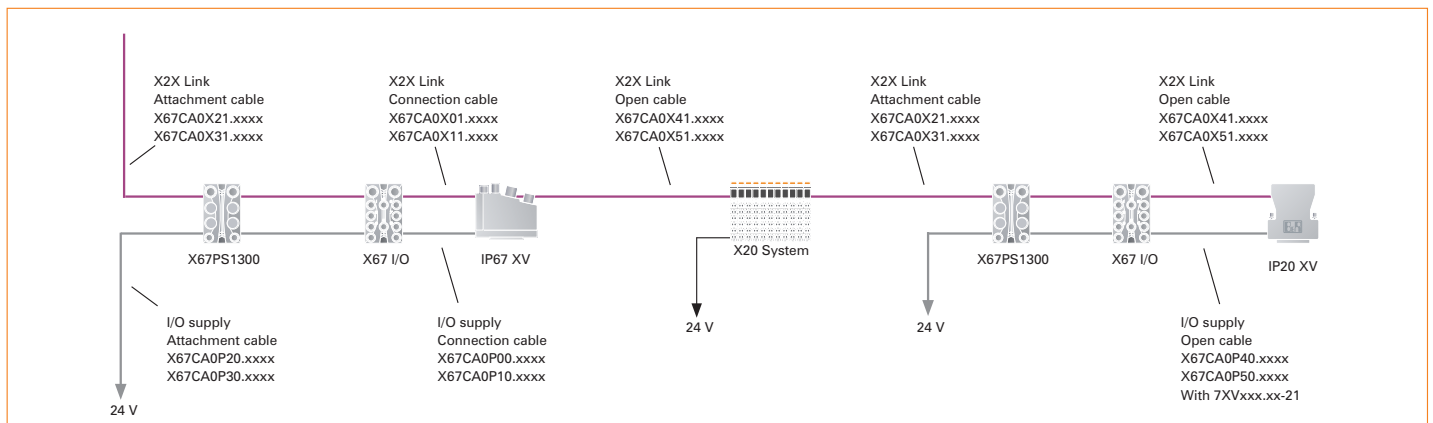 X2X Link
Attachment cable
X67CA0X21.xxxx
X67CA0X31.xxxx
X2X Link
Connection cable
X67CA0X01.xxxx
X67CA0X11.xxxx
X2X Link
Open cable
X67CA0X41.xxxx
X67CA0X51.xxxx
X2X Link
Attachment cable
X67CA0X21.xxxx
X67CA0X31.xxxx
X2X Link
Open cable
X67CA0X41.xxxx
X67CA0X51.xxxx
X67PS1300
X67 I/O
IP67 XV
X20 System
X67PS1300
X67 I/O
IP20 XV
I/O supply
Attachment cable
X67CA0P20.xxxx
X67CA0P30.xxxx
24 V
I/O supply
Connection cable
X67CA0P00.xxxx
X67CA0P10.xxxx
24 V
24 V
I/O supply
Open cable
X67CA0P40.xxxx
X67CA0P50.xxxx
With 7XVxxx.xx-21